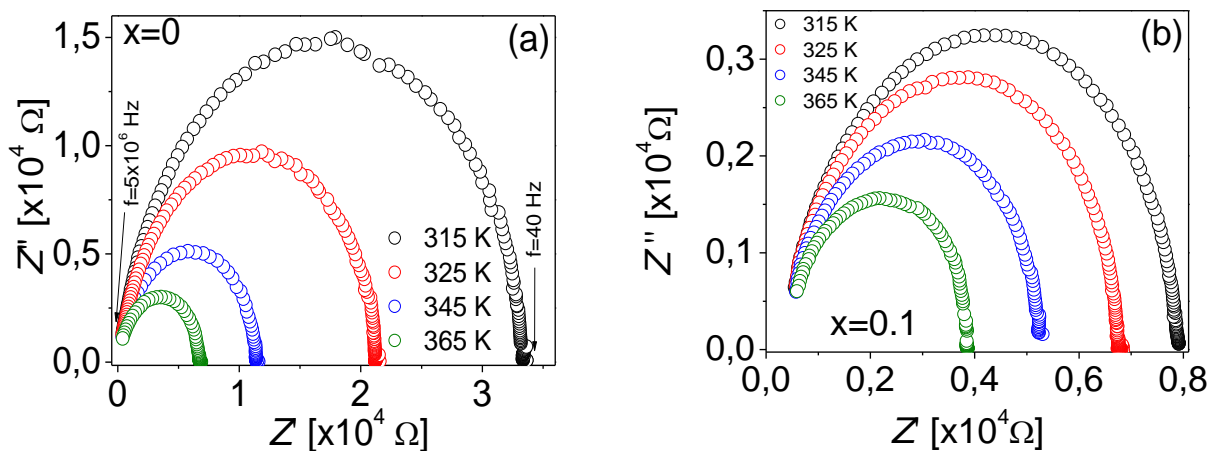 x=0
(a)
1,5
1,0
0,5
0,0
Z'' [x10⁴ Ω]
f=5x10⁶ Hz
f=40 Hz
315 K
325 K
345 K
365 K
0 1 2 3
Z' [x10⁴ Ω]
(b)
315 K
325 K
345 K
365 K
0,3
0,2
0,1
0,0
Z'' [x10⁴Ω]
x=0.1
0,0 0,2 0,4 0,6 0,8
Z' [x10⁴Ω]